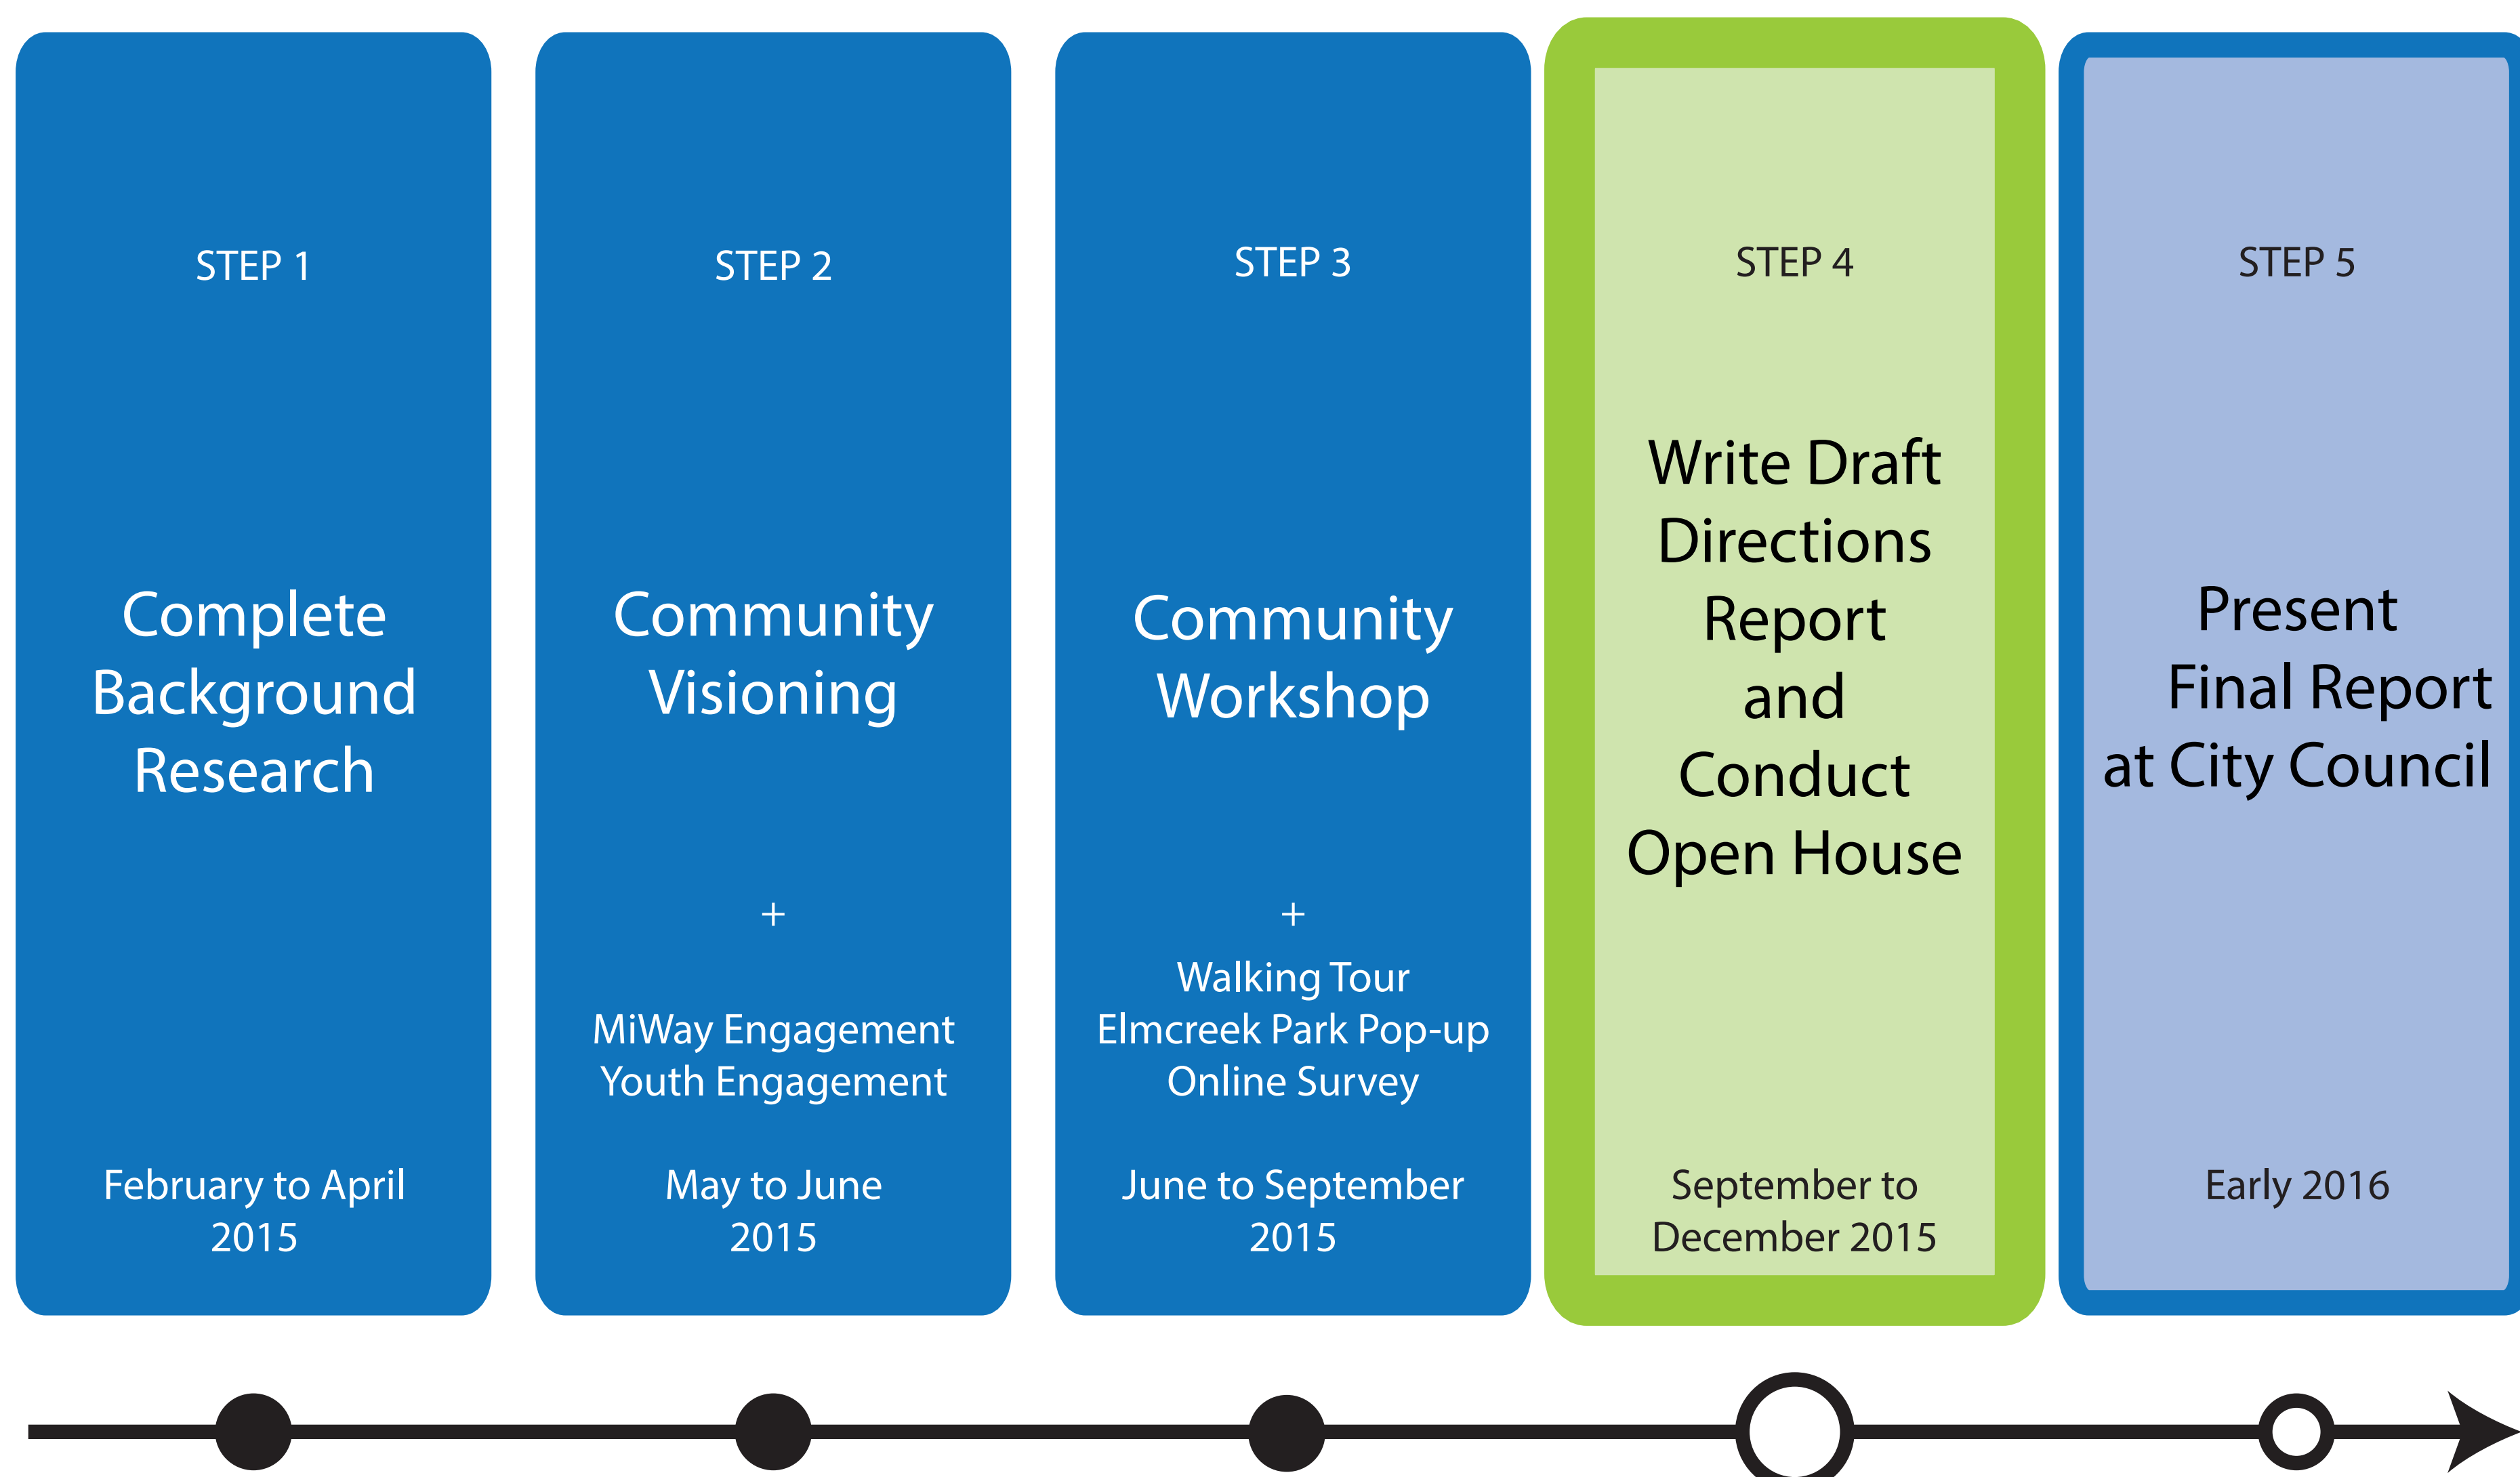 STEP 1
Complete
Background
Research
February to April
2015
STEP 2
Community
Visioning
+
MiWay Engagement
Youth Engagement
May to June
2015
STEP 3
Community
Workshop
+
Walking Tour
Elmcreek Park Pop-up
Online Survey
June to September
2015
STEP 4
Write Draft
Directions
Report
and
Conduct
Open House
September to
December 2015
STEP 5
Present
Final Report
at City Council
Early 2016